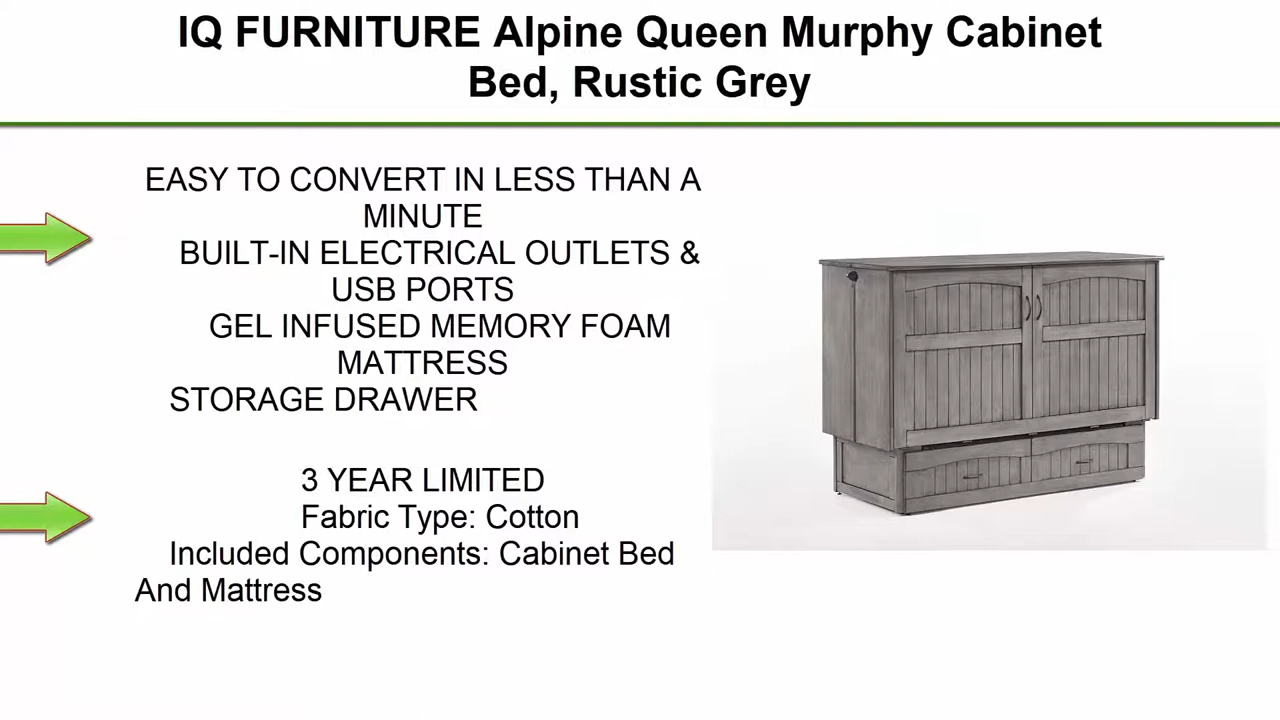 IQ FURNITURE Alpine Queen Murphy Cabinet
Bed, Rustic Grey
EASY TO CONVERT IN LESS THAN A
MINUTE
BUILT-IN ELECTRICAL OUTLETS &
USB PORTS
GEL INFUSED MEMORY FOAM
MATTRESS
STORAGE DRAWER
3 YEAR LIMITED
Fabric Type: Cotton
Included Components: Cabinet Bed
And Mattress